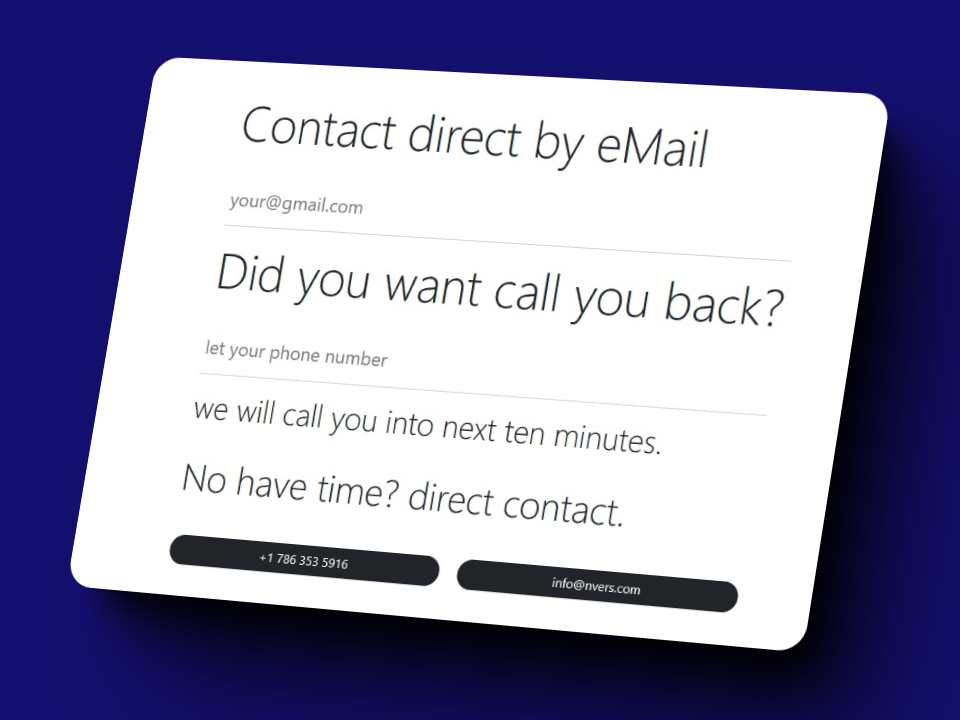 Contact direct by eMail
your@gmail.com
Did you want call you back?
let your phone number
we will call you into next ten minutes.
No have time? direct contact.
+1 786 353 5916
info@nvers.com